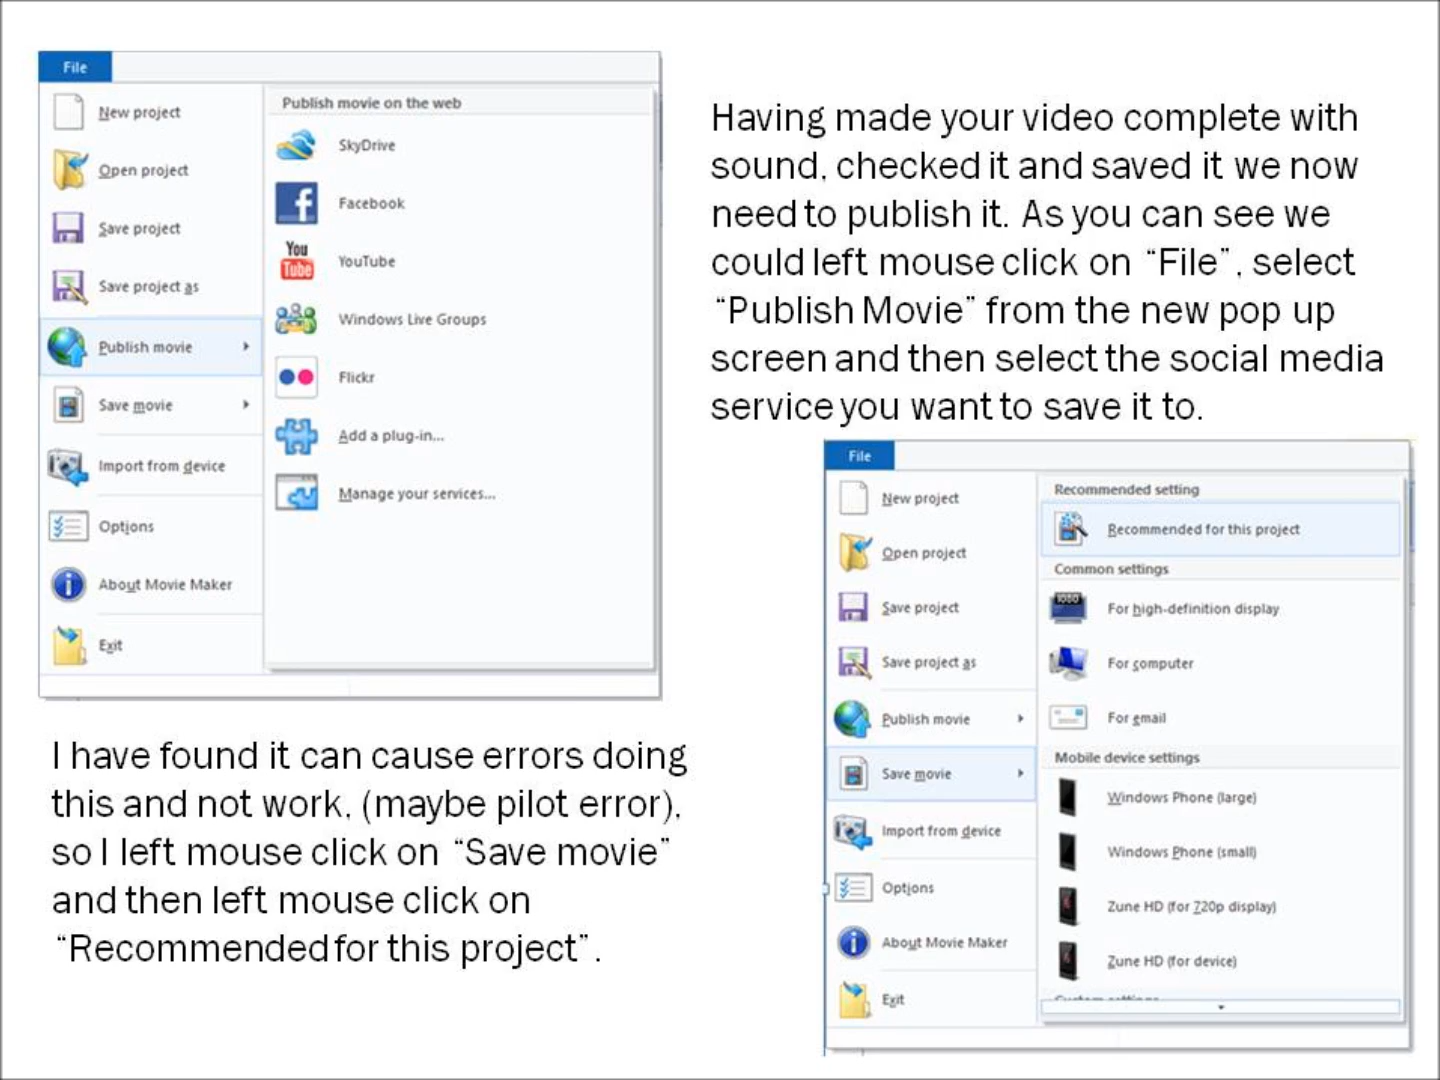 File
Publish movie on the web
New project
SkyDrive
Open project
Facebook
Save project
You
Tube
YouTube
Save project as
Windows Live Groups
Publish movie
Flickr
Save movie
Add a plug-in...
Import from device
Manage your services...
Options
About Movie Maker
Exit
Having made your video complete with
sound, checked it and saved it we now
need to publish it. As you can see we
could left mouse click on “File”, select
“Publish Movie” from the new pop up
screen and then select the social media
service you want to save it to.
I have found it can cause errors doing
this and not work, (maybe pilot error),
so I left mouse click on “Save movie”
and then left mouse click on
“Recommended for this project”.
File
Recommended setting
New project
Recommended for this project
Open project
Common settings
Save project
For high-definition display
Save project as
For computer
Publish movie
For email
Save movie
Mobile device settings
Windows Phone (large)
Import from device
Windows Phone (small)
Options
Zune HD (for 720p display)
About Movie Maker
Zune HD (for device)
Exit
Custom settings